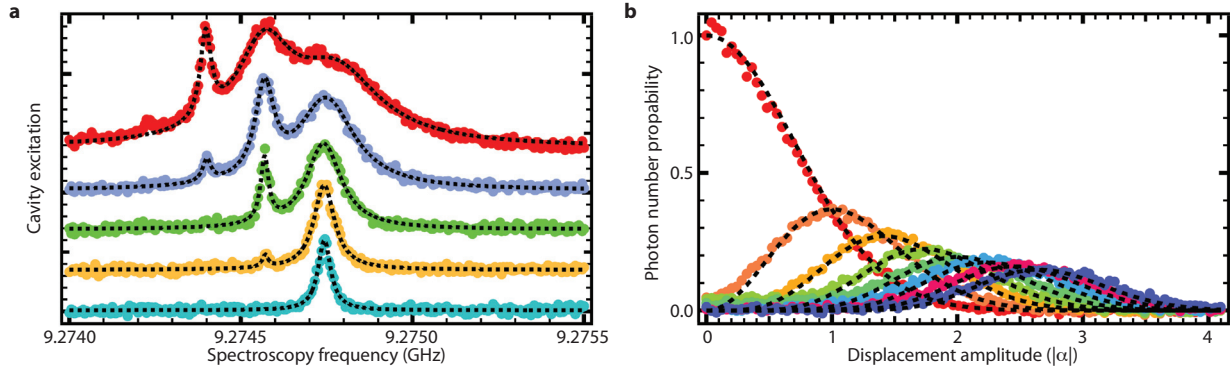 a
Cavity excitation
9.2740
9.2745
9.2750
9.2755
Spectroscopy frequency (GHz)
b
Photon number propability
1.0
0.5
0.0
0
1
2
3
4
Displacement amplitude (|α|)